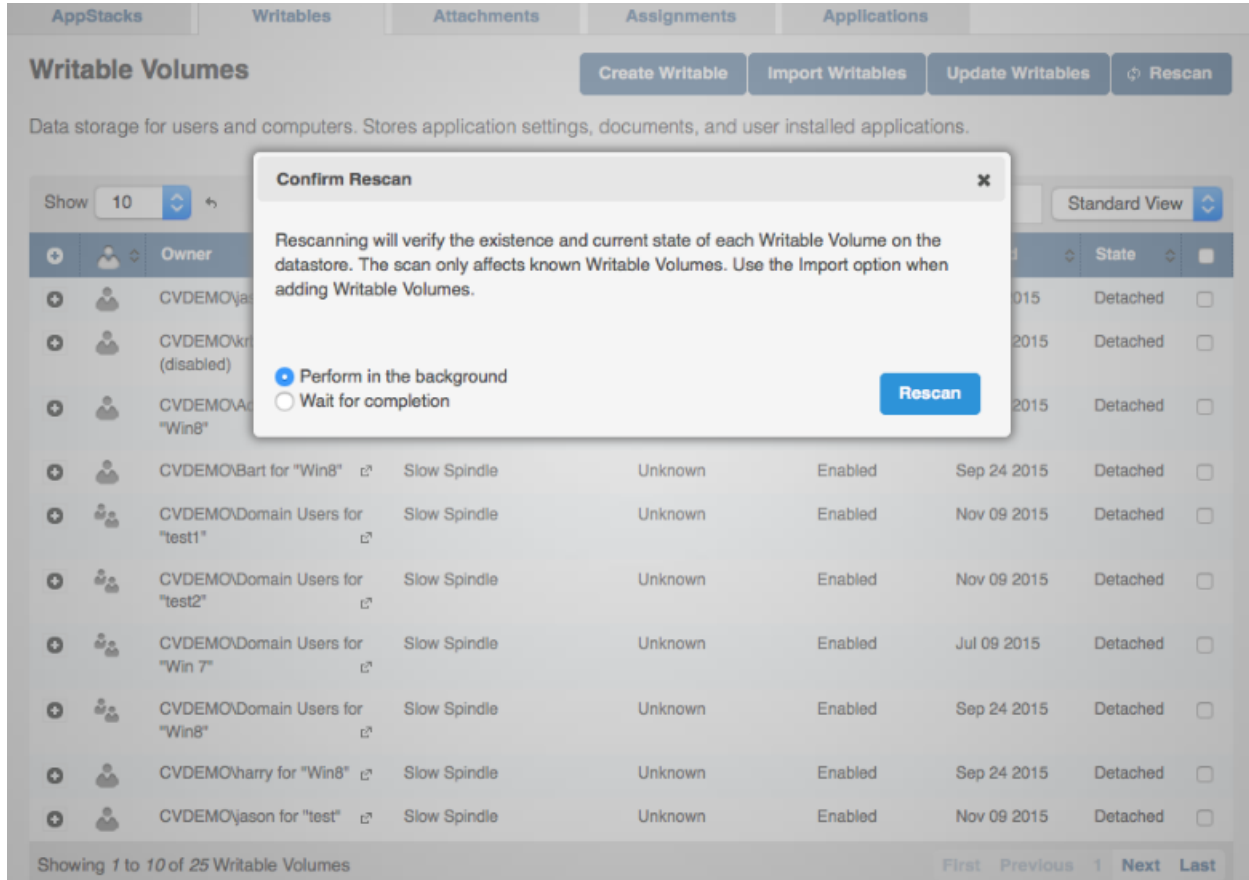 AppStacks Writables Attachments Assignments Applications
Writable Volumes
Create Writable Import Writables Update Writables Rescan
Data storage for users and computers. Stores application settings, documents, and user installed applications.
Confirm Rescan
Show 10 Standard View
Rescanning will verify the existence and current state of each Writable Volume on the
datastore. The scan only affects known Writable Volumes. Use the Import option when
adding Writable Volumes.
Perform in the background
Wait for completion
Rescan
Owner State
CVDEMO\ja 015 Detached
CVDEMO\kr 2015 Detached
(disabled)
CVDEMO\Ad 2015 Detached
"Win8"
CVDEMO\Bart for "Win8" Slow Spindle Unknown Enabled Sep 24 2015 Detached
CVDEMO\Domain Users for Slow Spindle Unknown Enabled Nov 09 2015 Detached
"test1"
CVDEMO\Domain Users for Slow Spindle Unknown Enabled Nov 09 2015 Detached
"test2"
CVDEMO\Domain Users for Slow Spindle Unknown Enabled Jul 09 2015 Detached
"Win 7"
CVDEMO\Domain Users for Slow Spindle Unknown Enabled Sep 24 2015 Detached
"Win8"
CVDEMO\harry for "Win8" Slow Spindle Unknown Enabled Sep 24 2015 Detached
CVDEMO\jason for "test" Slow Spindle Unknown Enabled Nov 09 2015 Detached
Showing 1 to 10 of 25 Writable Volumes First Previous 1 Next Last